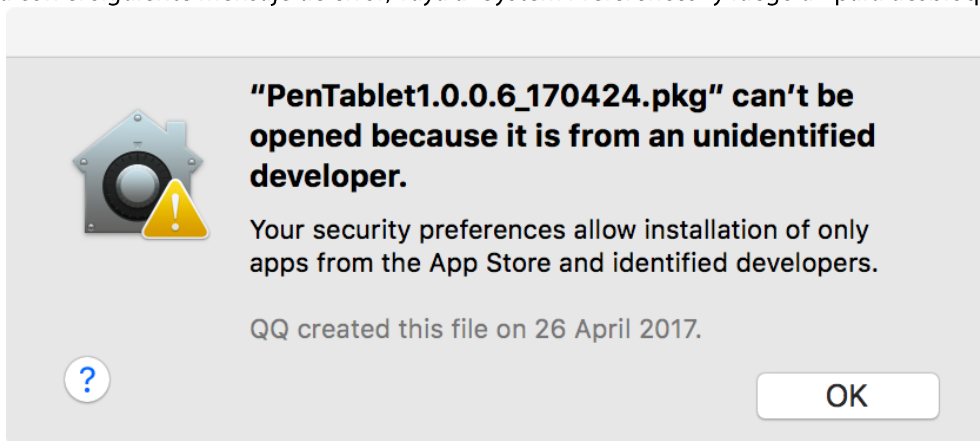 “PenTablet1.0.0.6_170424.pkg” can’t be
opened because it is from an unidentified
developer.
Your security preferences allow installation of only
apps from the App Store and identified developers.
QQ created this file on 26 April 2017.
?
OK